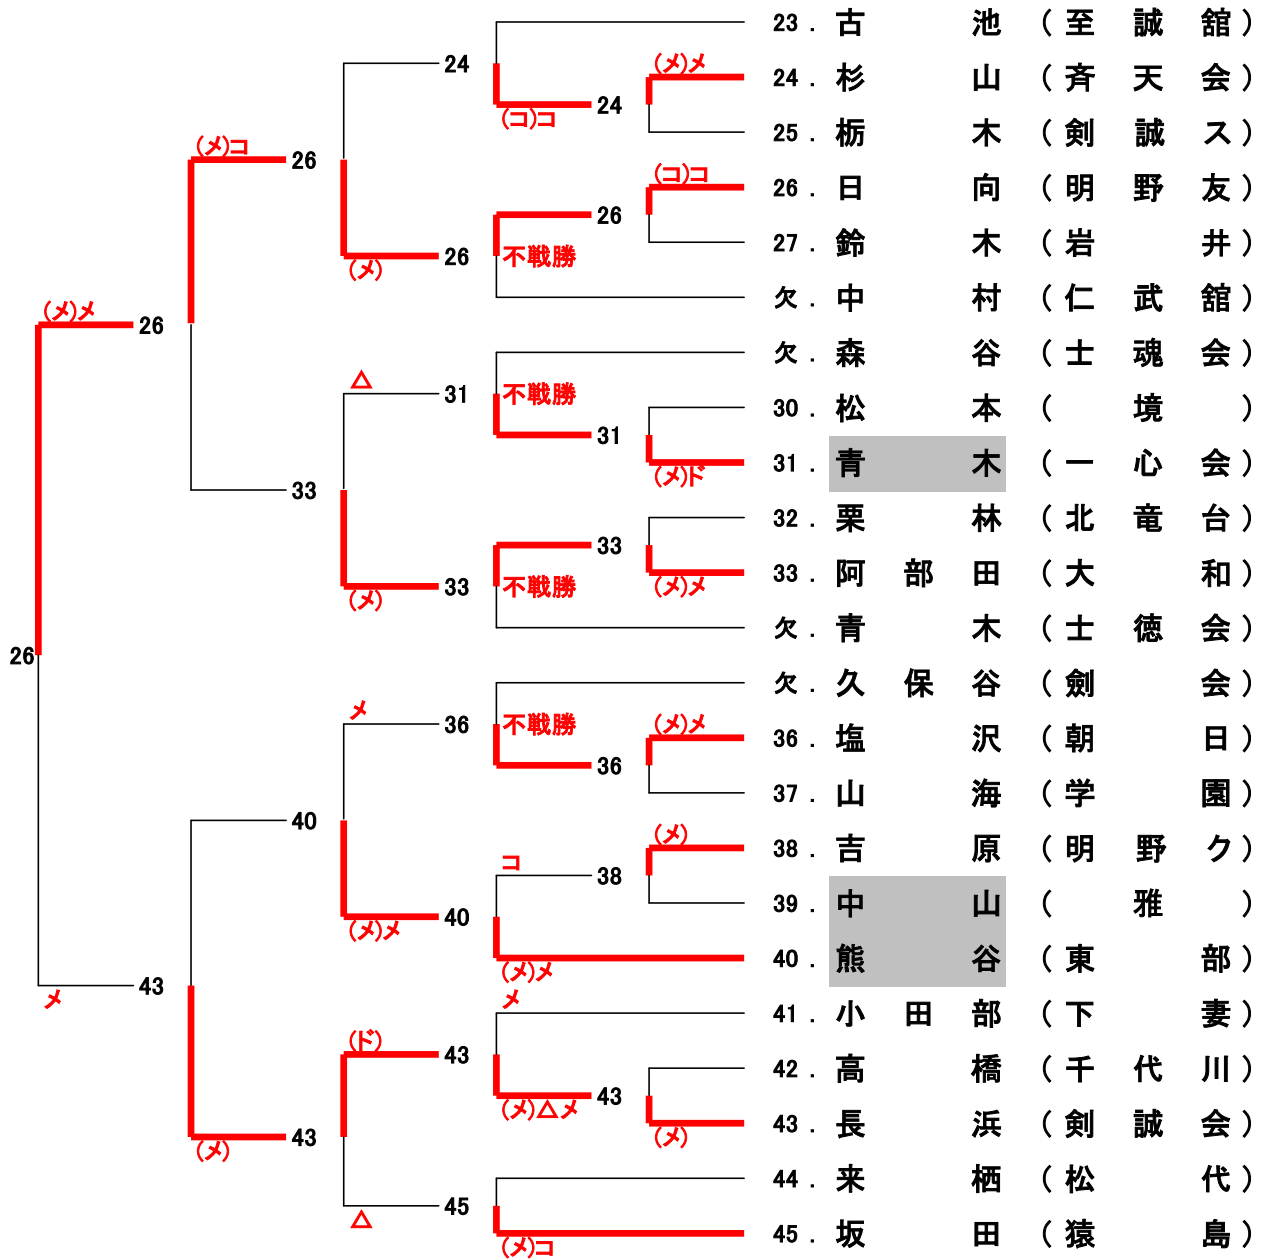 23．古池（至誠舘）
24
(メ)メ
24．杉山（斉天会）
24
(コ)コ
25．栃木（剣誠ス）
(メ)コ
26
(コ)コ
26．日向（明野友）
26
26
不戦勝
(メ)
27．鈴木（岩井）
欠．中村（仁武舘）
(メ)メ
26
欠．森谷（士魂会）
△
31
不戦勝
30．松本（境）
31
31．青木（一心会）
(メ)ド
33
32．栗林（北竜台）
33
33．阿部田（大和）
33
不戦勝
(メ)メ
(メ)
欠．青木（士徳会）
26
欠．久保谷（劍会）
メ
36
不戦勝
(メ)メ
36．塩沢（朝日）
36
37．山海（学園）
40
(メ)
38．吉原（明野ク）
コ
38
39．中山（雅）
40
(メ)メ
40．熊谷（東部）
(メ)メ
43
メ
メ
41．小田部（下妻）
(ド)
43
42．高橋（千代川）
43
(メ)△メ
43．長浜（剣誠会）
(メ)
43
(メ)
44．来栖（松代）
45
△
45．坂田（猿島）
(メ)コ